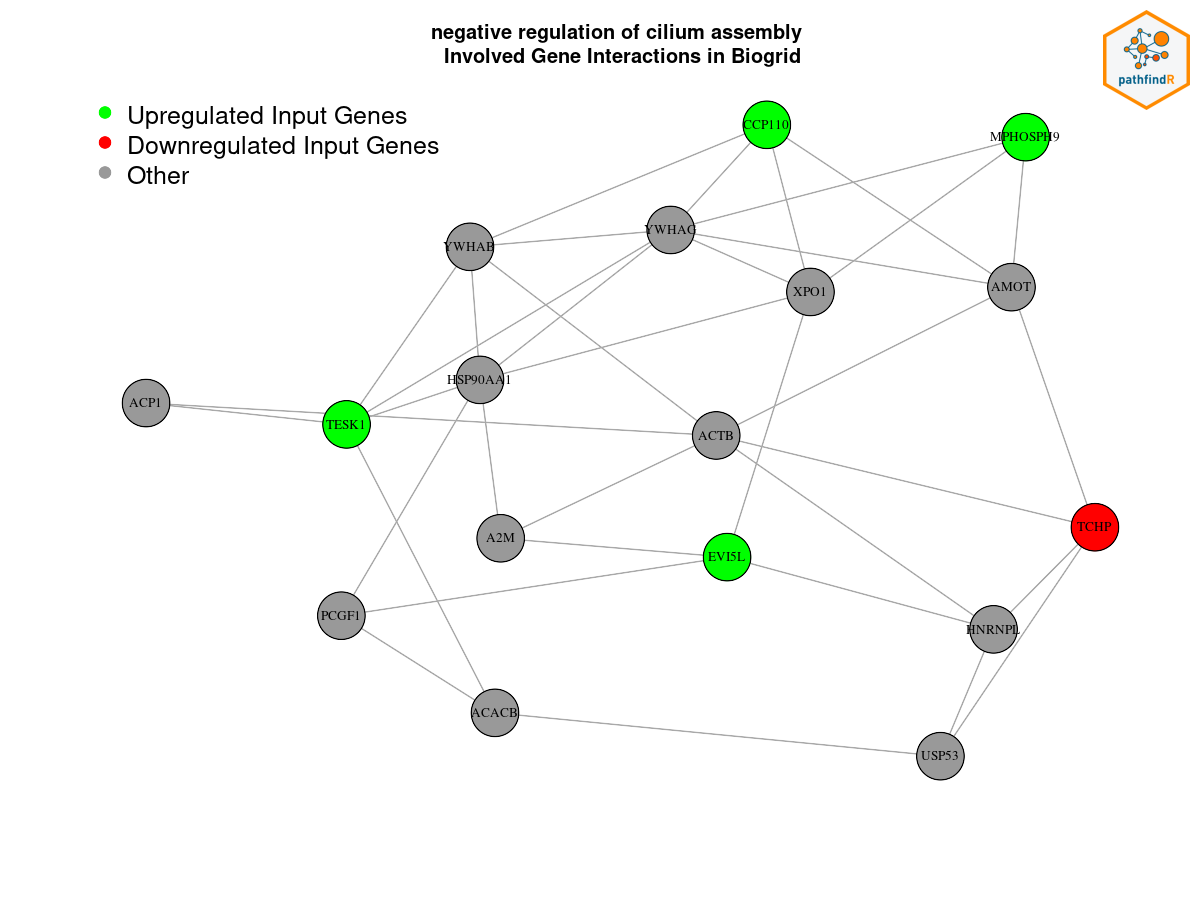 negative regulation of cilium assembly
Involved Gene Interactions in Biogrid
pathfindR
Upregulated Input Genes
Downregulated Input Genes
Other
CCP110
MPHOSPH9
YWHAG
YWHAB
AMOT
XPO1
HSP90AA1
ACP1
TESK1
ACTB
TCHP
A2M
EVI5L
PCGF1
HNRNPL
ACACB
USP53